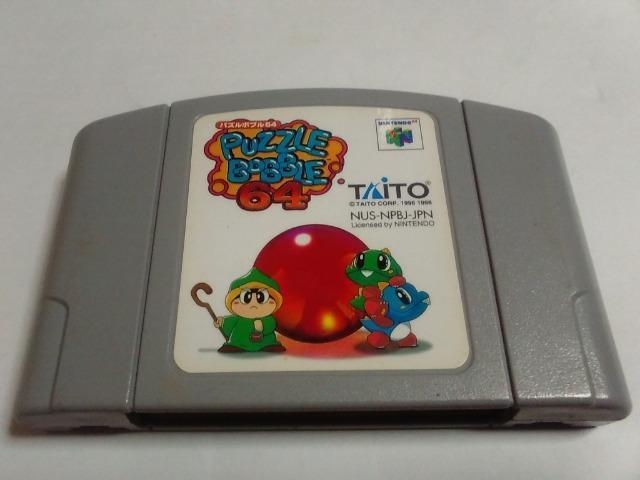 パズルボブル64
PUZZLE
BOBBLE
64
NINTENDO64
TAITO
© TAITO CORP. 1996 1998
NUS-NPBJ-JPN
Licensed by NINTENDO